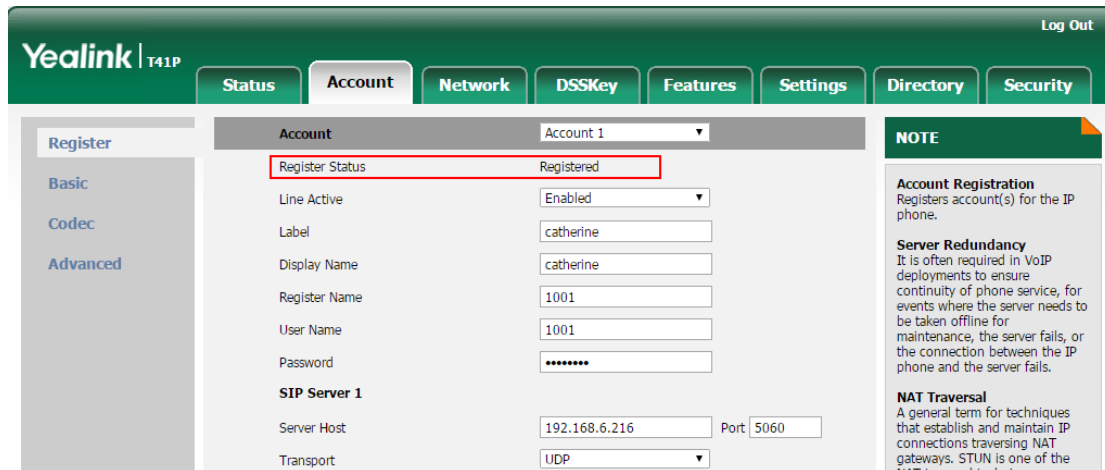 Log Out
Yealink T41P
Status Account Network DSSKey Features Settings Directory Security
Register
Basic
Codec
Advanced
Account Account 1
Register Status Registered
Line Active Enabled
Label catherine
Display Name catherine
Register Name 1001
User Name 1001
Password ••••••••
SIP Server 1
Server Host 192.168.6.216 Port 5060
Transport UDP
NOTE
Account Registration
Registers account(s) for the IP
phone.
Server Redundancy
It is often required in VoIP
deployments to ensure
continuity of phone service, for
events where the server needs to
be taken offline for
maintenance, the server fails, or
the connection between the IP
phone and the server fails.
NAT Traversal
A general term for techniques
that establish and maintain IP
connections traversing NAT
gateways. STUN is one of the